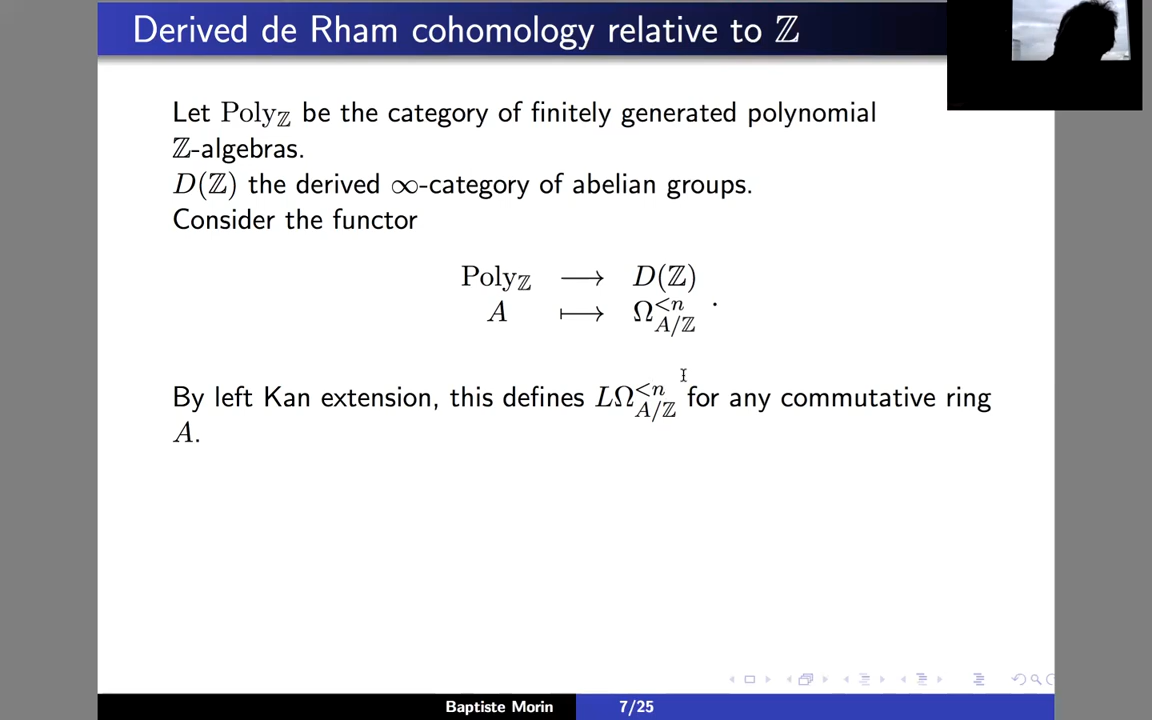 Derived de Rham cohomology relative to ℤ
Let Poly_ℤ be the category of finitely generated polynomial
ℤ-algebras.
D(ℤ) the derived ∞-category of abelian groups.
Consider the functor
Poly_ℤ ⟶ D(ℤ)
A ⟼ Ω^{<n}_{A/ℤ} .
By left Kan extension, this defines LΩ^{<n}_{A/ℤ} for any commutative ring
A.
Baptiste Morin 7/25